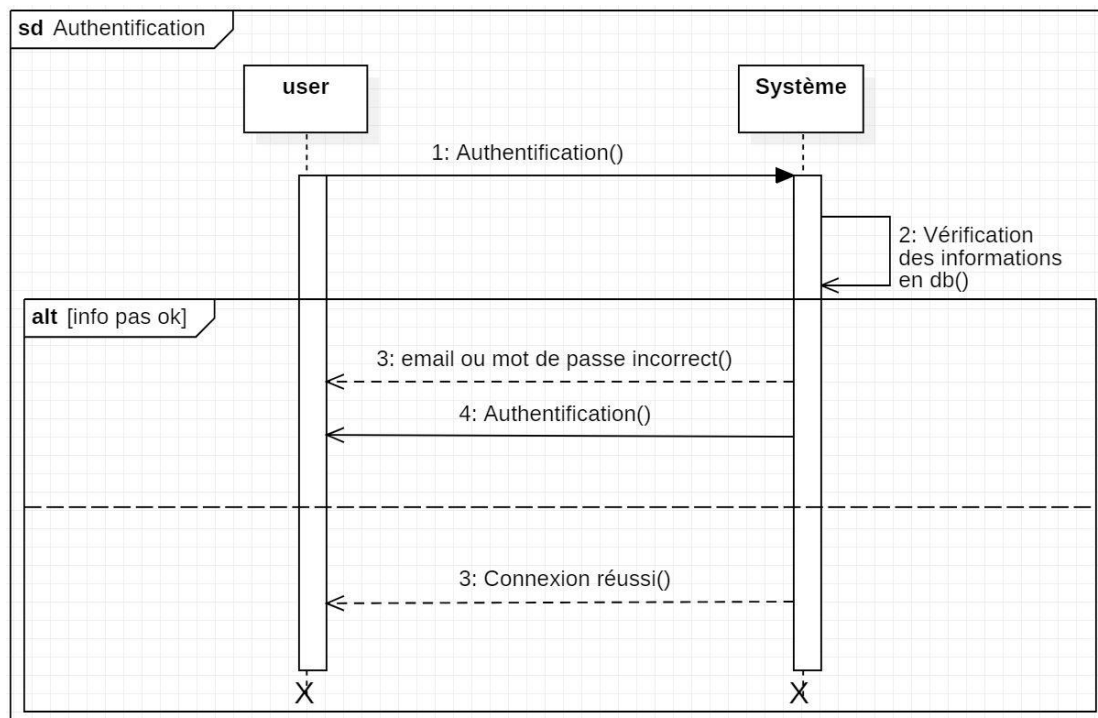 sd Authentification
user
Système
1: Authentification()
2: Vérification
des informations
en db()
alt [info pas ok]
3: email ou mot de passe incorrect()
4: Authentification()
3: Connexion réussi()
X X